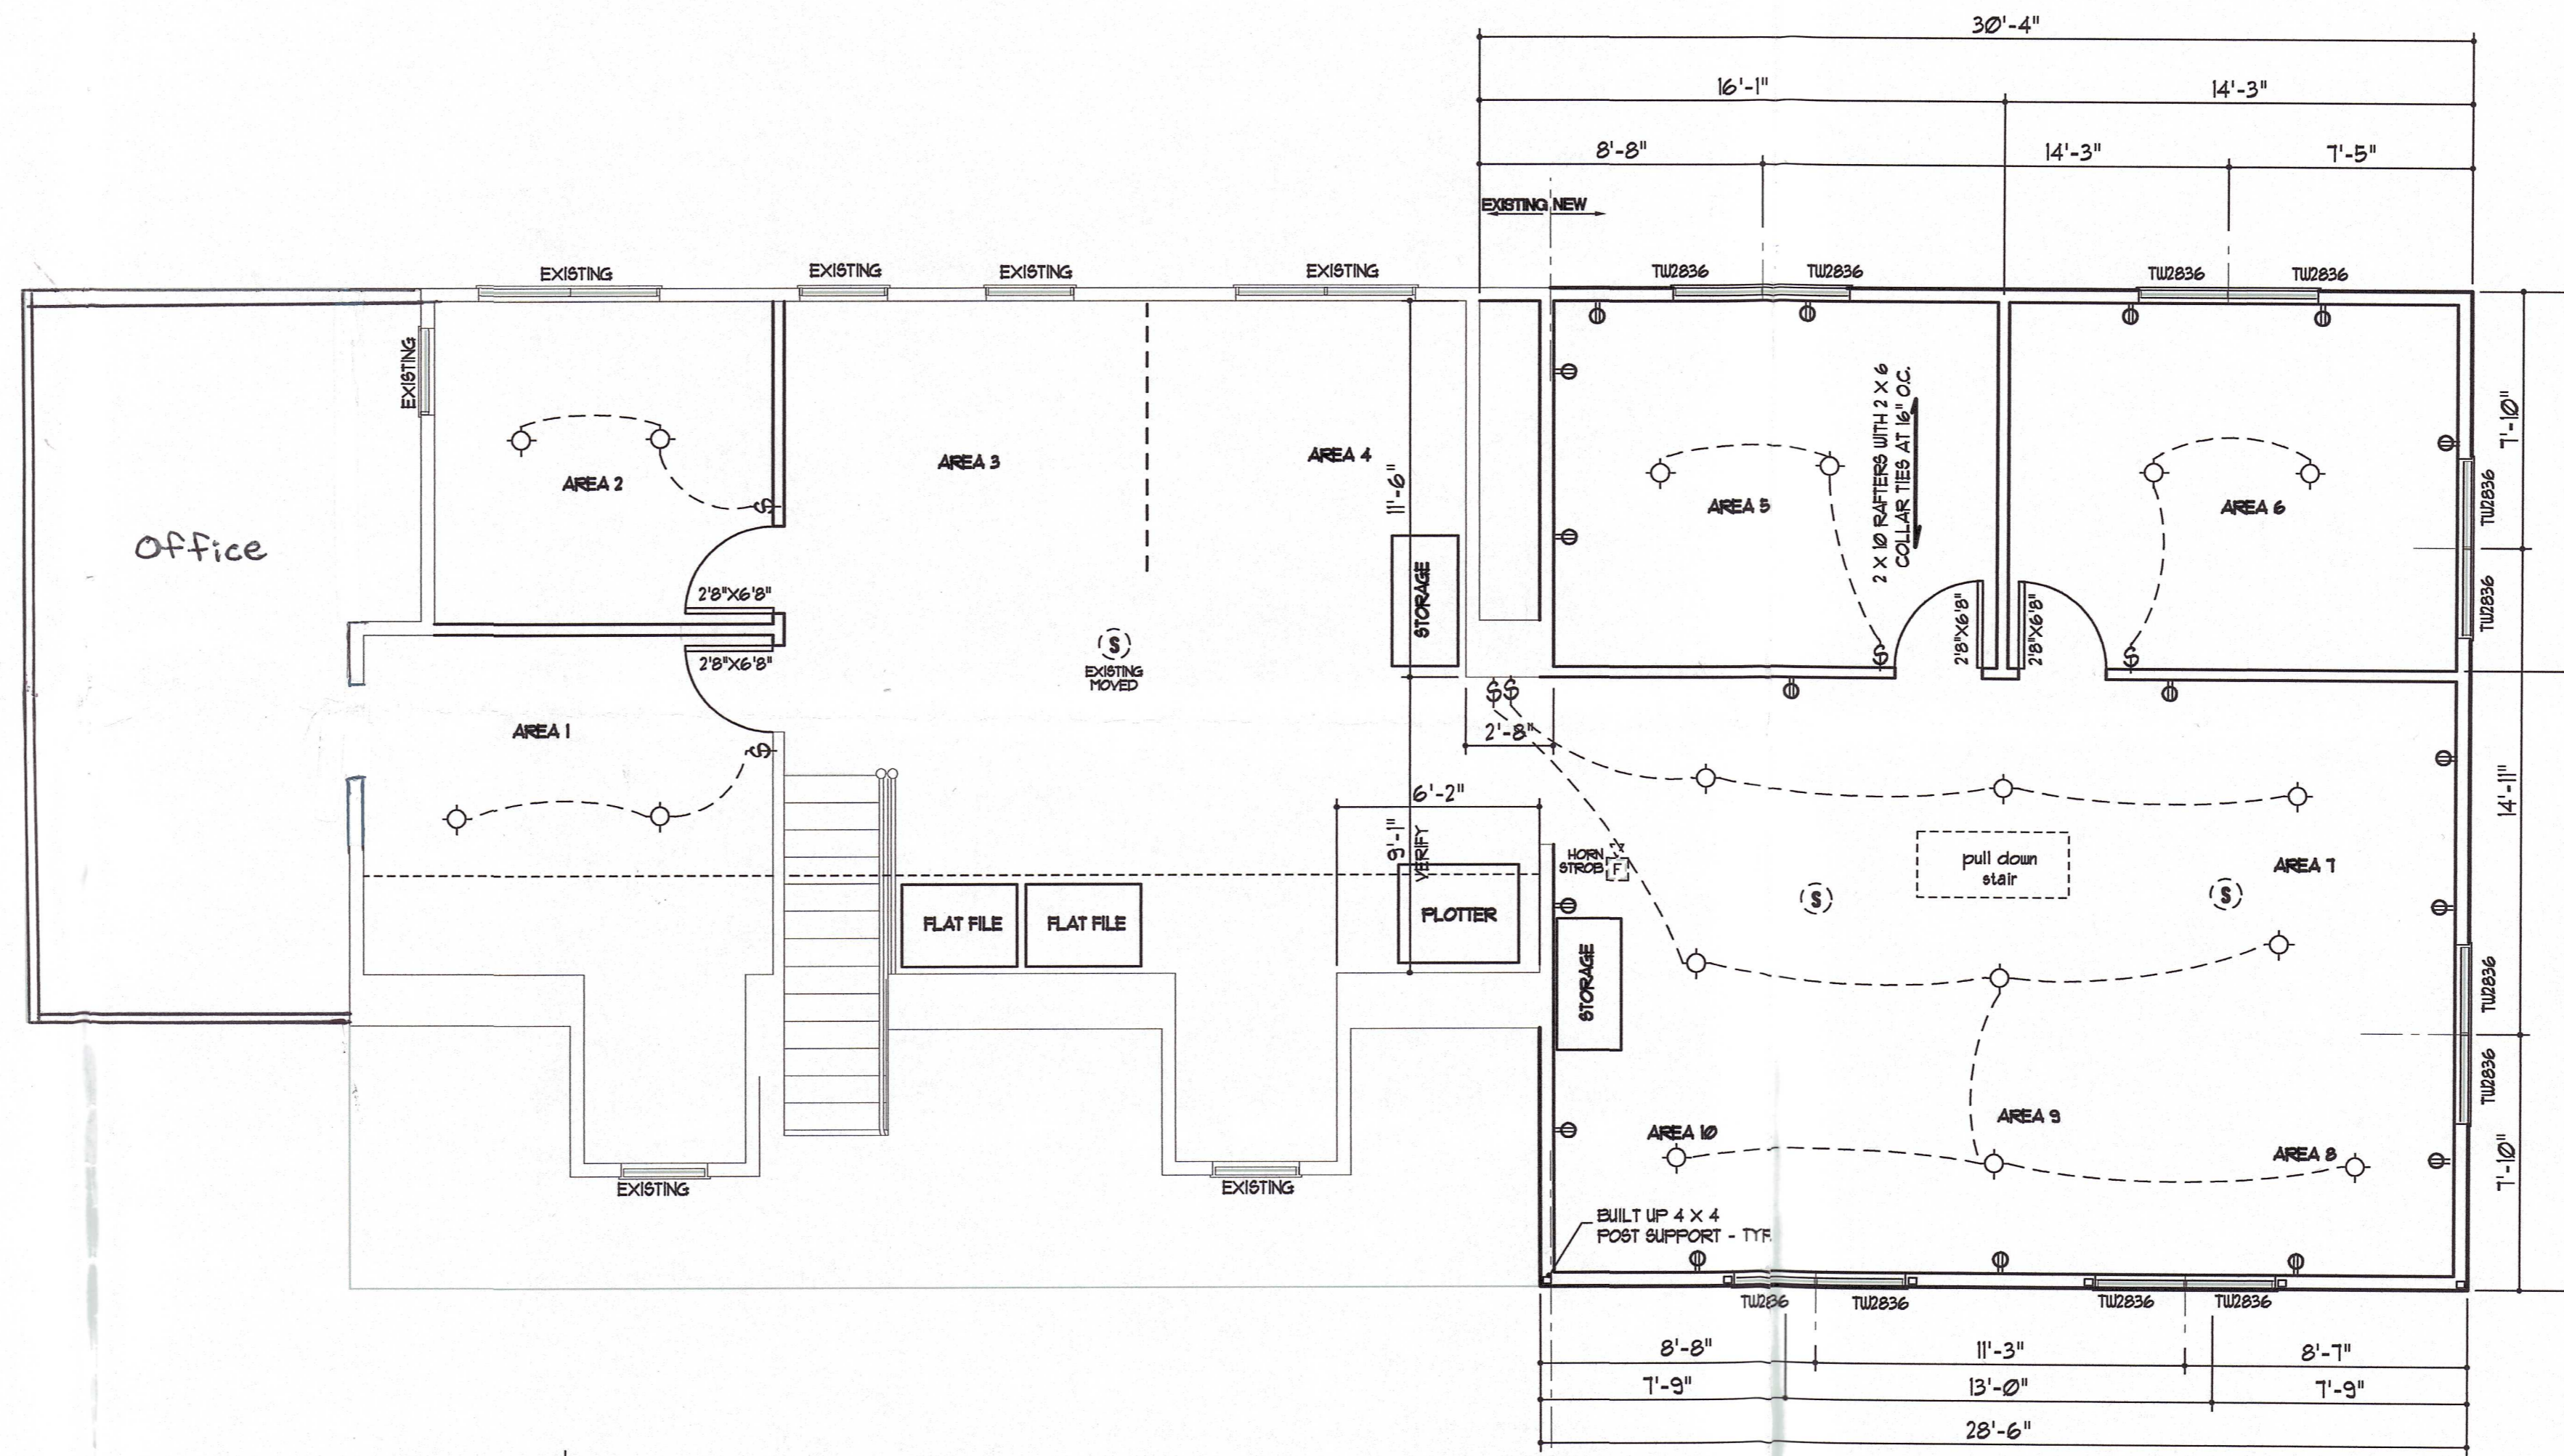 30'-4"
16'-1"
14'-3"
8'-8"
14'-3"
7'-5"
EXISTING NEW
EXISTING
EXISTING
EXISTING
EXISTING
TW2836
TW2836
TW2836
TW2836
EXISTING
Office
AREA 2
2'8"X6'8"
2'8"X6'8"
AREA 1
AREA 3
AREA 4
11'-6"
STORAGE
S
EXISTING
MOVED
AREA 5
2 X 10 RAFTERS WITH 2 X 6
COLLAR TIES AT 16" O.C.
2'8"X6'8"
2'8"X6'8"
AREA 6
7'-10"
TW2836
TW2836
2'-8"
6'-2"
9'-1"
VERIFY
FLAT FILE
FLAT FILE
PLOTTER
HORN
STROB
F
STORAGE
pull down
stair
S
S
AREA 7
14'-11"
TW2836
TW2836
AREA 10
AREA 9
AREA 8
7'-10"
EXISTING
EXISTING
BUILT UP 4 X 4
POST SUPPORT - TYP.
TW2836
TW2836
TW2836
TW2836
8'-8"
11'-3"
8'-7"
7'-9"
13'-0"
7'-9"
28'-6"